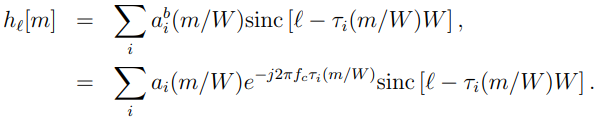 h_ℓ[m] = ∑_i a_i^b(m/W)sinc [ℓ − τ_i(m/W)W] ,
= ∑_i a_i(m/W)e^{−j2πf_cτ_i(m/W)}sinc [ℓ − τ_i(m/W)W] .